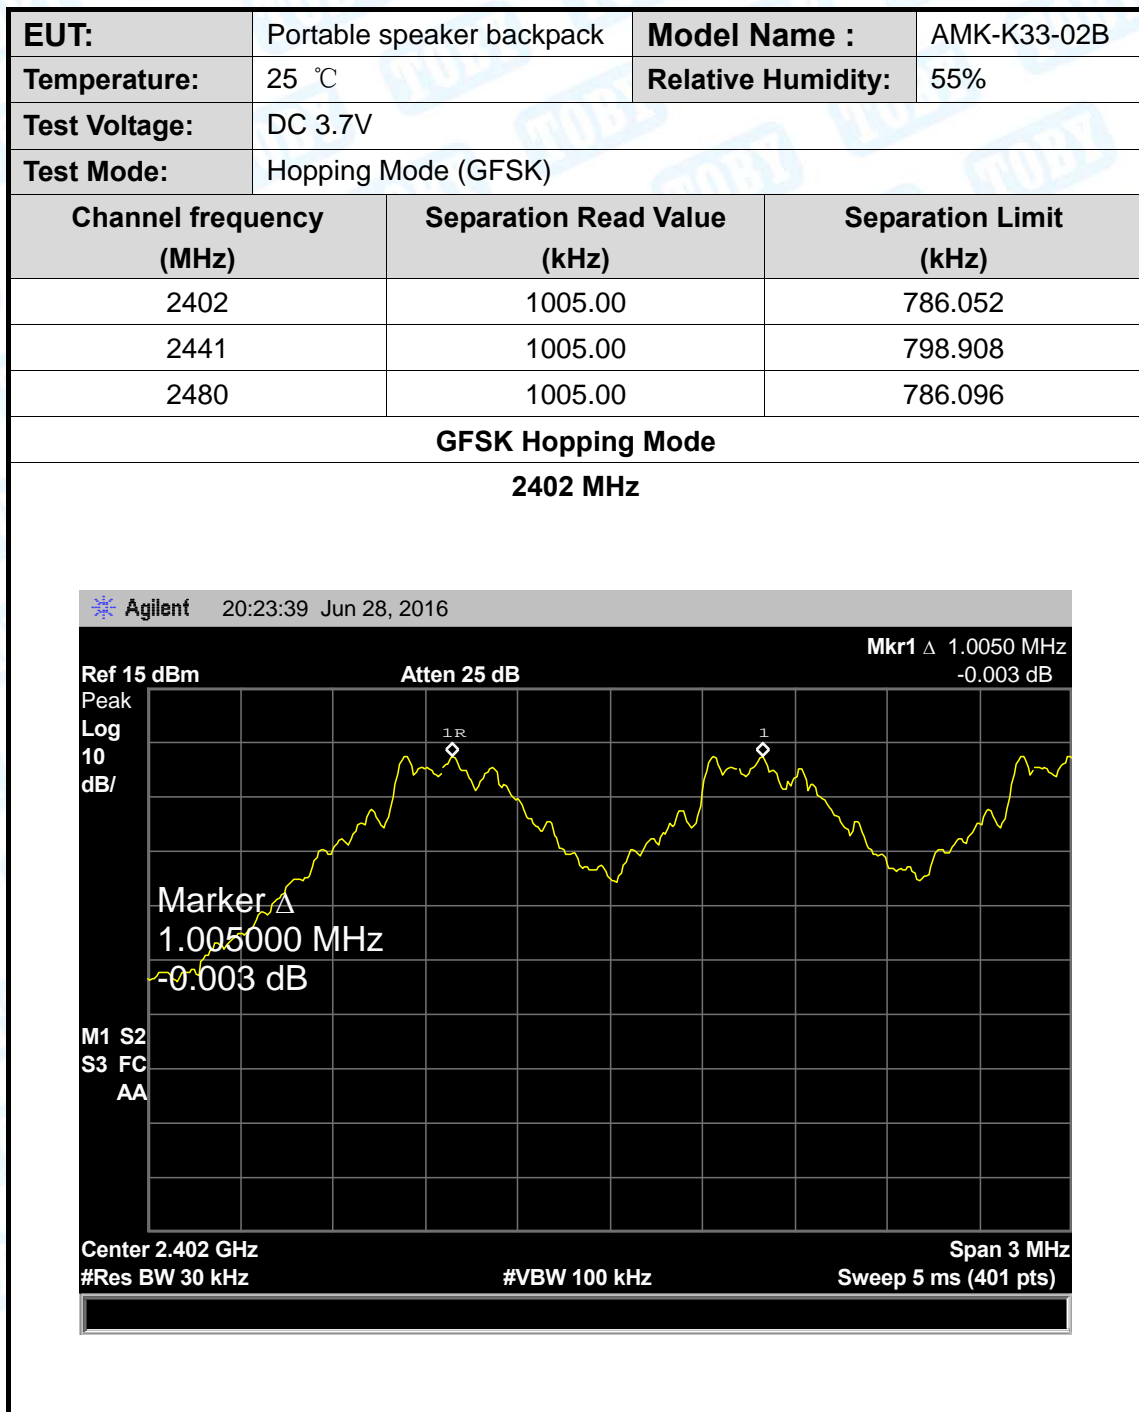 EUT: Portable speaker backpack Model Name : AMK-K33-02B
Temperature: 25 ℃ Relative Humidity: 55%
Test Voltage: DC 3.7V
Test Mode: Hopping Mode (GFSK)
Channel frequency Separation Read Value Separation Limit
(MHz) (kHz) (kHz)
2402 1005.00 786.052
2441 1005.00 798.908
2480 1005.00 786.096
GFSK Hopping Mode
2402 MHz
Agilent 20:23:39 Jun 28, 2016
Mkr1 Δ 1.0050 MHz
Ref 15 dBm Atten 25 dB -0.003 dB
Peak
Log
10
dB/
1R 1
Marker Δ
1.005000 MHz
-0.003 dB
M1 S2
S3 FC
AA
Center 2.402 GHz Span 3 MHz
#Res BW 30 kHz #VBW 100 kHz Sweep 5 ms (401 pts)
TOBY
TOBY
TOBY
TOBY
TOBY